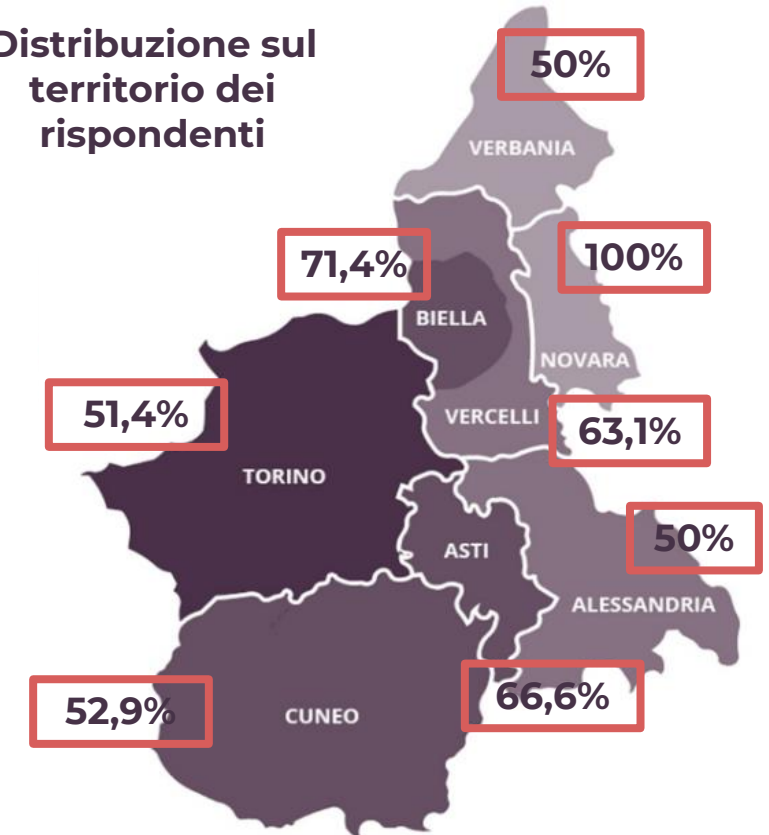 Distribuzione sul
territorio dei
rispondenti
50%
VERBANIA
71,4%
100%
BIELLA
NOVARA
51,4%
VERCELLI
63,1%
TORINO
50%
ASTI
ALESSANDRIA
52,9%
CUNEO
66,6%